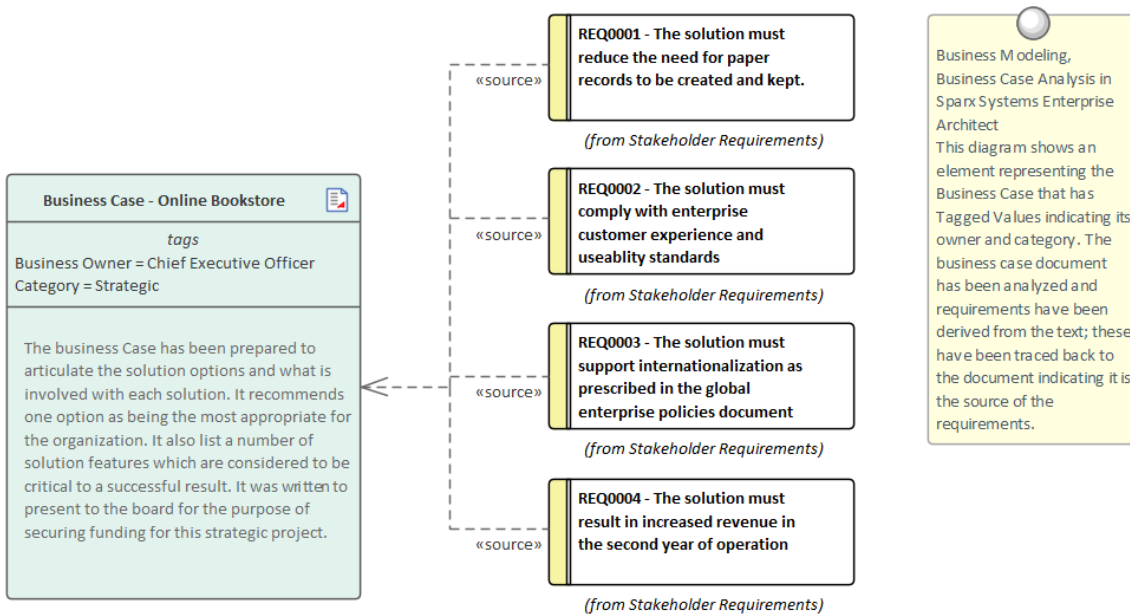 Business Case - Online Bookstore
tags
Business Owner = Chief Executive Officer
Category = Strategic
The business Case has been prepared to
articulate the solution options and what is
involved with each solution. It recommends
one option as being the most appropriate for
the organization. It also list a number of
solution features which are considered to be
critical to a successful result. It was written to
present to the board for the purpose of
securing funding for this strategic project.
«source»
REQ0001 - The solution must
reduce the need for paper
records to be created and kept.
(from Stakeholder Requirements)
«source»
REQ0002 - The solution must
comply with enterprise
customer experience and
useablity standards
(from Stakeholder Requirements)
«source»
REQ0003 - The solution must
support internationalization as
prescribed in the global
enterprise policies document
(from Stakeholder Requirements)
«source»
REQ0004 - The solution must
result in increased revenue in
the second year of operation
(from Stakeholder Requirements)
Business Modeling,
Business Case Analysis in
Sparx Systems Enterprise
Architect
This diagram shows an
element representing the
Business Case that has
Tagged Values indicating its
owner and category. The
business case document
has been analyzed and
requirements have been
derived from the text; these
have been traced back to
the document indicating it is
the source of the
requirements.